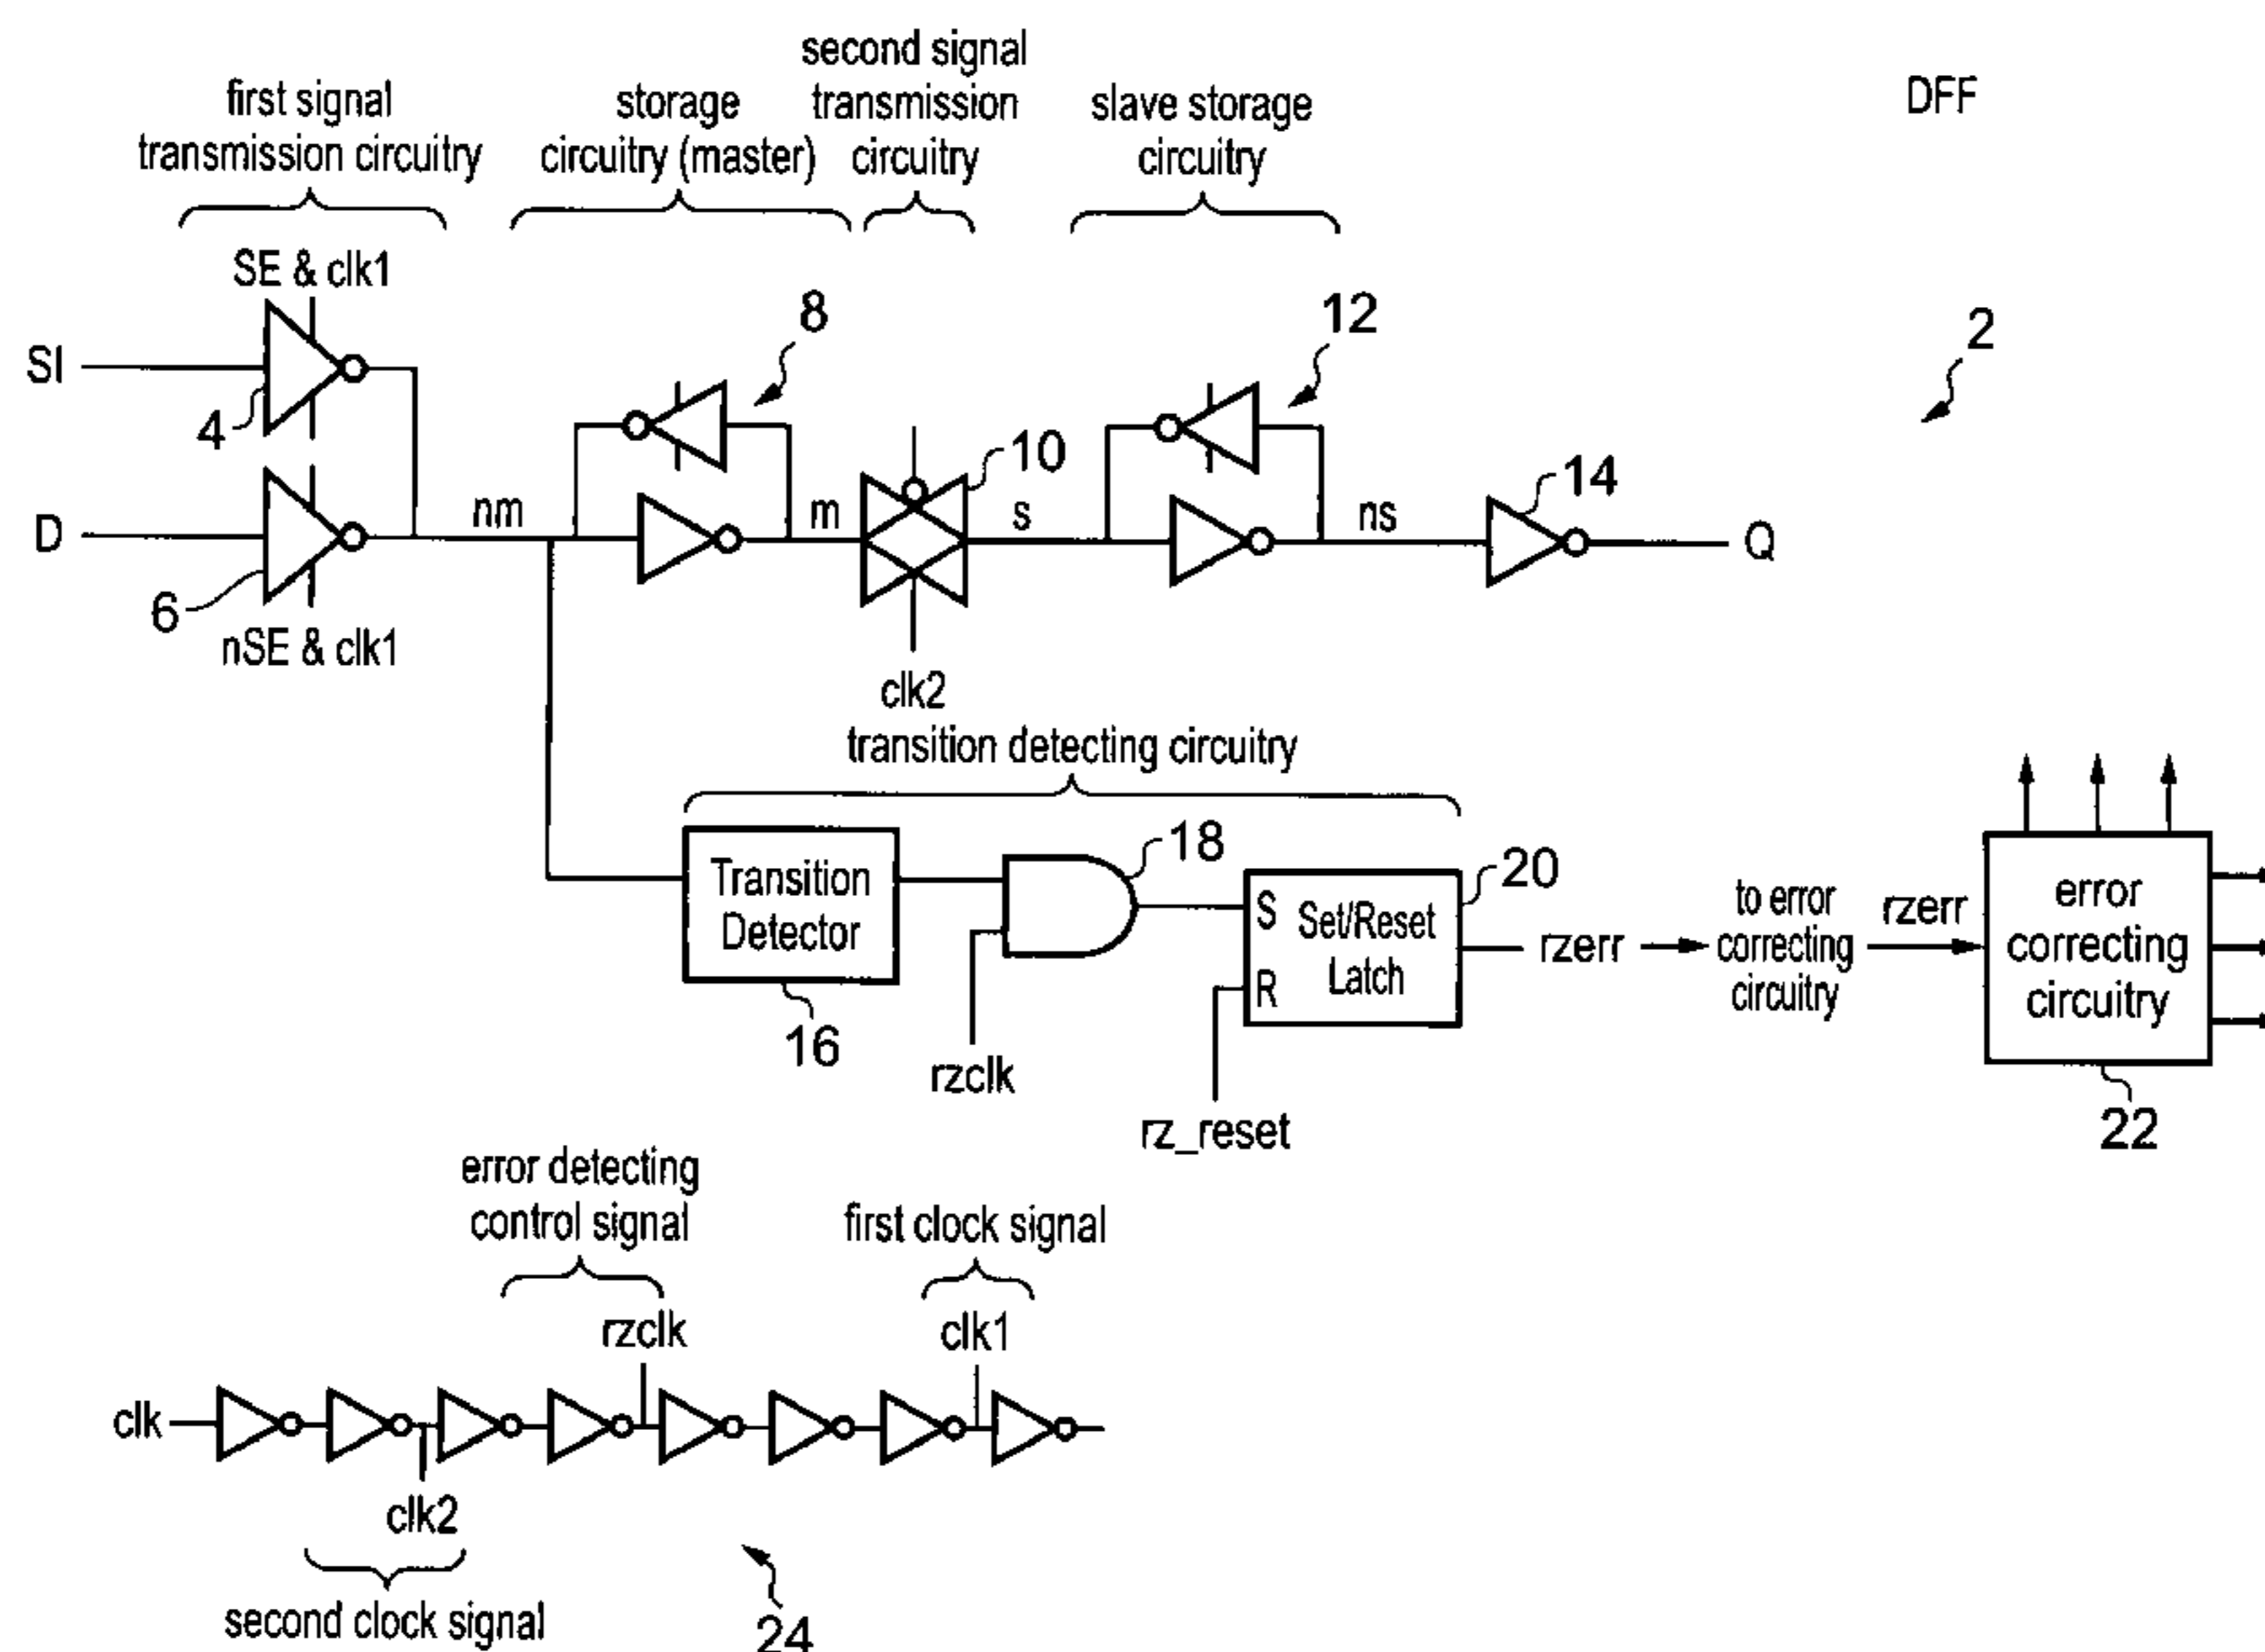 first signal
transmission circuitry
storage
circuitry (master)
second signal
transmission
circuitry
slave storage
circuitry
DFF
SE & clk1
SI
4
8
12
2
D
6
nm
m
10
s
ns
14
Q
nSE & clk1
clk2
transition detecting circuitry
Transition
Detector
16
18
rzclk
S
R
Set/Reset
Latch
20
rz_reset
rzerr
to error
correcting
circuitry
rzerr
error
correcting
circuitry
22
error detecting
control signal
first clock signal
rzclk
clk1
clk
clk2
second clock signal
24